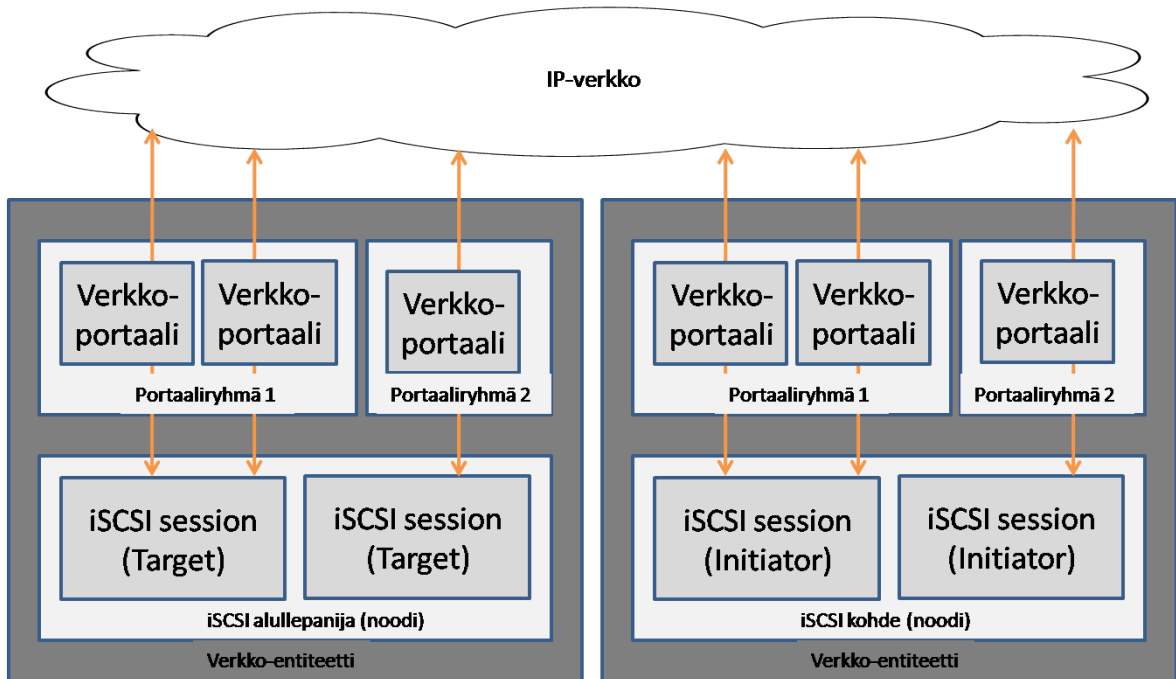 IP-verkko
Verkko-
portaali
Verkko-
portaali
Portaaliryhmä 1
Verkko-
portaali
Portaaliryhmä 2
iSCSI session
(Target)
iSCSI session
(Target)
iSCSI alullepanija (noodi)
Verkko-entiteetti
Verkko-
portaali
Verkko-
portaali
Portaaliryhmä 1
Verkko-
portaali
Portaaliryhmä 2
iSCSI session
(Initiator)
iSCSI session
(Initiator)
iSCSI kohde (noodi)
Verkko-entiteetti